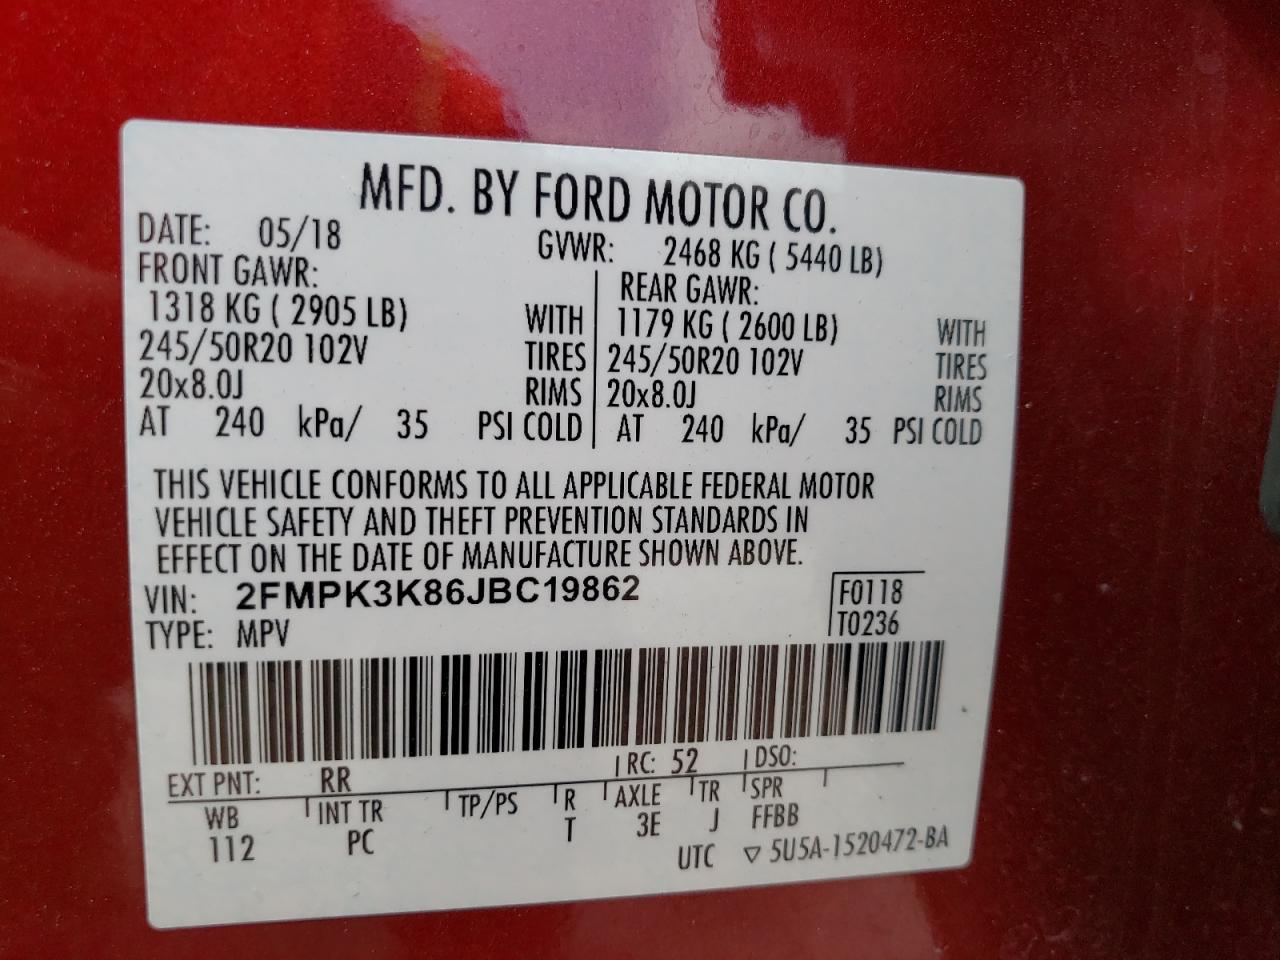 MFD. BY FORD MOTOR CO.
DATE: 05/18 GVWR: 2468 KG ( 5440 LB)
FRONT GAWR: REAR GAWR:
1318 KG ( 2905 LB) WITH 1179 KG ( 2600 LB) WITH
245/50R20 102V TIRES 245/50R20 102V TIRES
20x8.0J RIMS 20x8.0J RIMS
AT 240 kPa/ 35 PSI COLD AT 240 kPa/ 35 PSI COLD
THIS VEHICLE CONFORMS TO ALL APPLICABLE FEDERAL MOTOR
VEHICLE SAFETY AND THEFT PREVENTION STANDARDS IN
EFFECT ON THE DATE OF MANUFACTURE SHOWN ABOVE.
VIN: 2FMPK3K86JBC19862 F0118
TYPE: MPV T0236
EXT PNT: RR RC: 52 DSO:
WB INT TR TP/PS R AXLE TR SPR
112 PC T 3E J FFBB
UTC ▽ 5U5A-1520472-BA